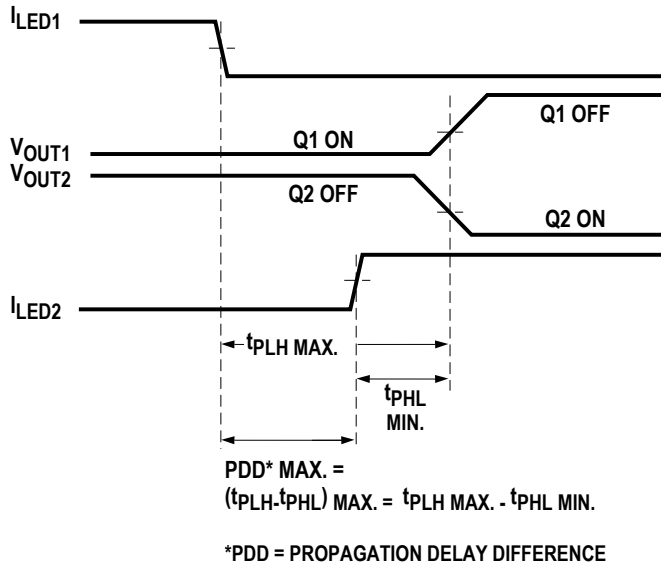 ILED1
Q1 OFF
Q1 ON
VOUT1
VOUT2
Q2 OFF
Q2 ON
ILED2
tPLH MAX.
tPHL
MIN.
PDD* MAX. =
(tPLH-tPHL) MAX. = tPLH MAX. - tPHL MIN.
*PDD = PROPAGATION DELAY DIFFERENCE